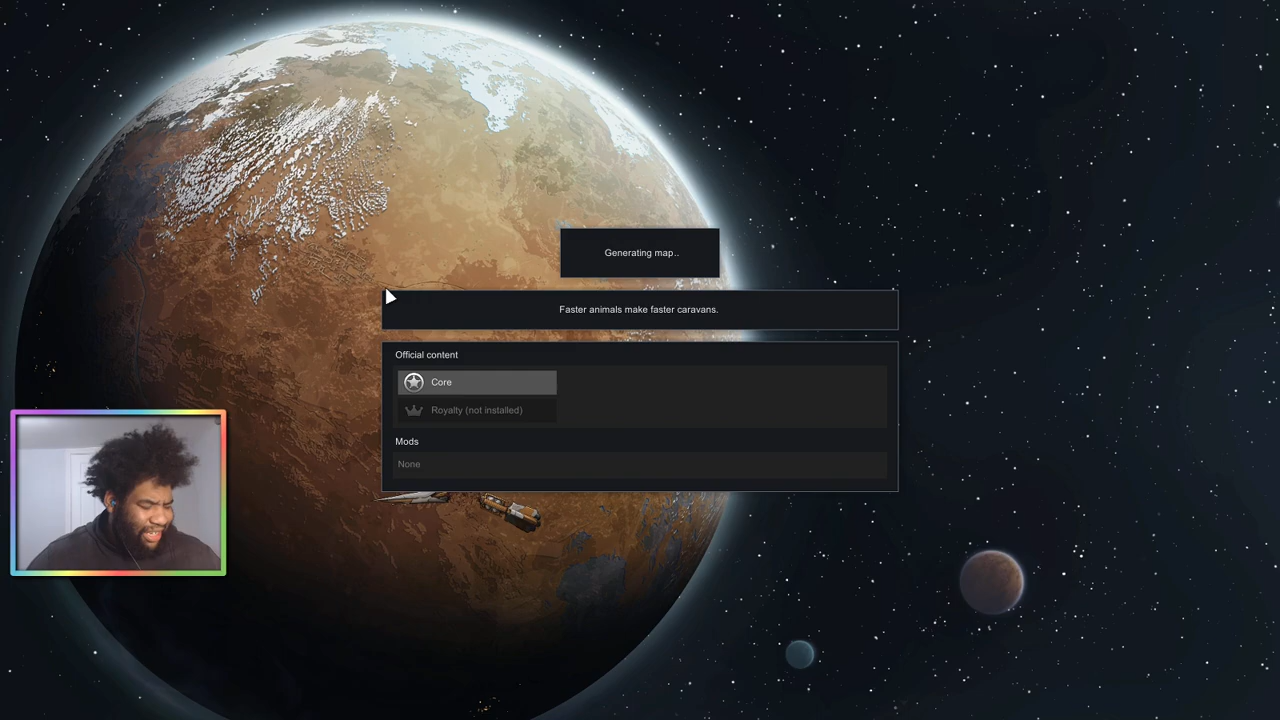 Generating map..
Faster animals make faster caravans.
Official content
Core
Royalty (not installed)
Mods
None